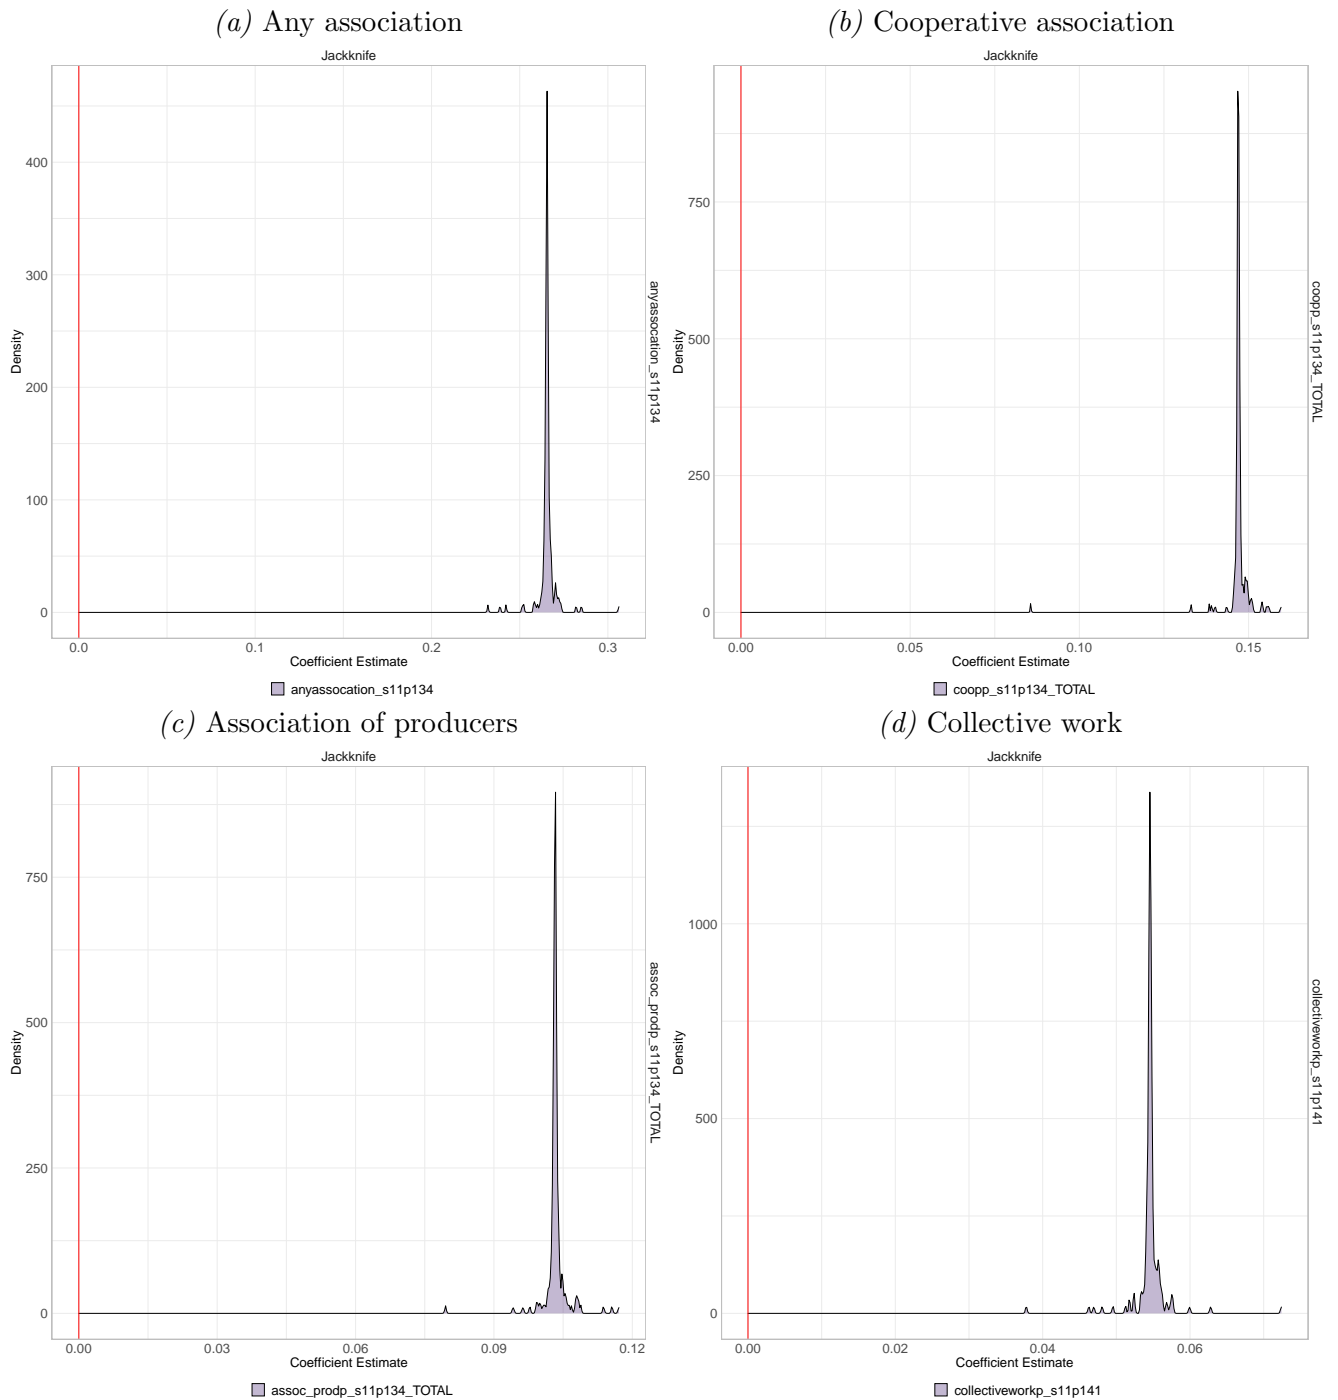 (a) Any association
Jackknife
400
300
200
100
0
Density
anyassocation_s11p134
0.0 0.1 0.2 0.3
Coefficient Estimate
anyassocation_s11p134
(b) Cooperative association
Jackknife
750
500
250
0
Density
coopp_s11p134_TOTAL
0.00 0.05 0.10 0.15
Coefficient Estimate
coopp_s11p134_TOTAL
(c) Association of producers
Jackknife
750
500
250
0
Density
assoc_prodp_s11p134_TOTAL
0.00 0.03 0.06 0.09 0.12
Coefficient Estimate
assoc_prodp_s11p134_TOTAL
(d) Collective work
Jackknife
1000
500
0
Density
collectiveworkp_s11p141
0.00 0.02 0.04 0.06
Coefficient Estimate
collectiveworkp_s11p141